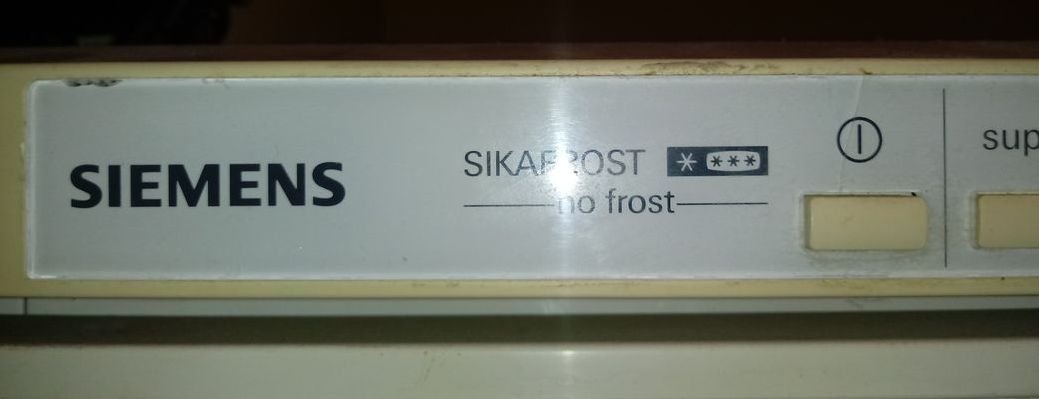 SIEMENS
SIKAFROST
no frost
sup